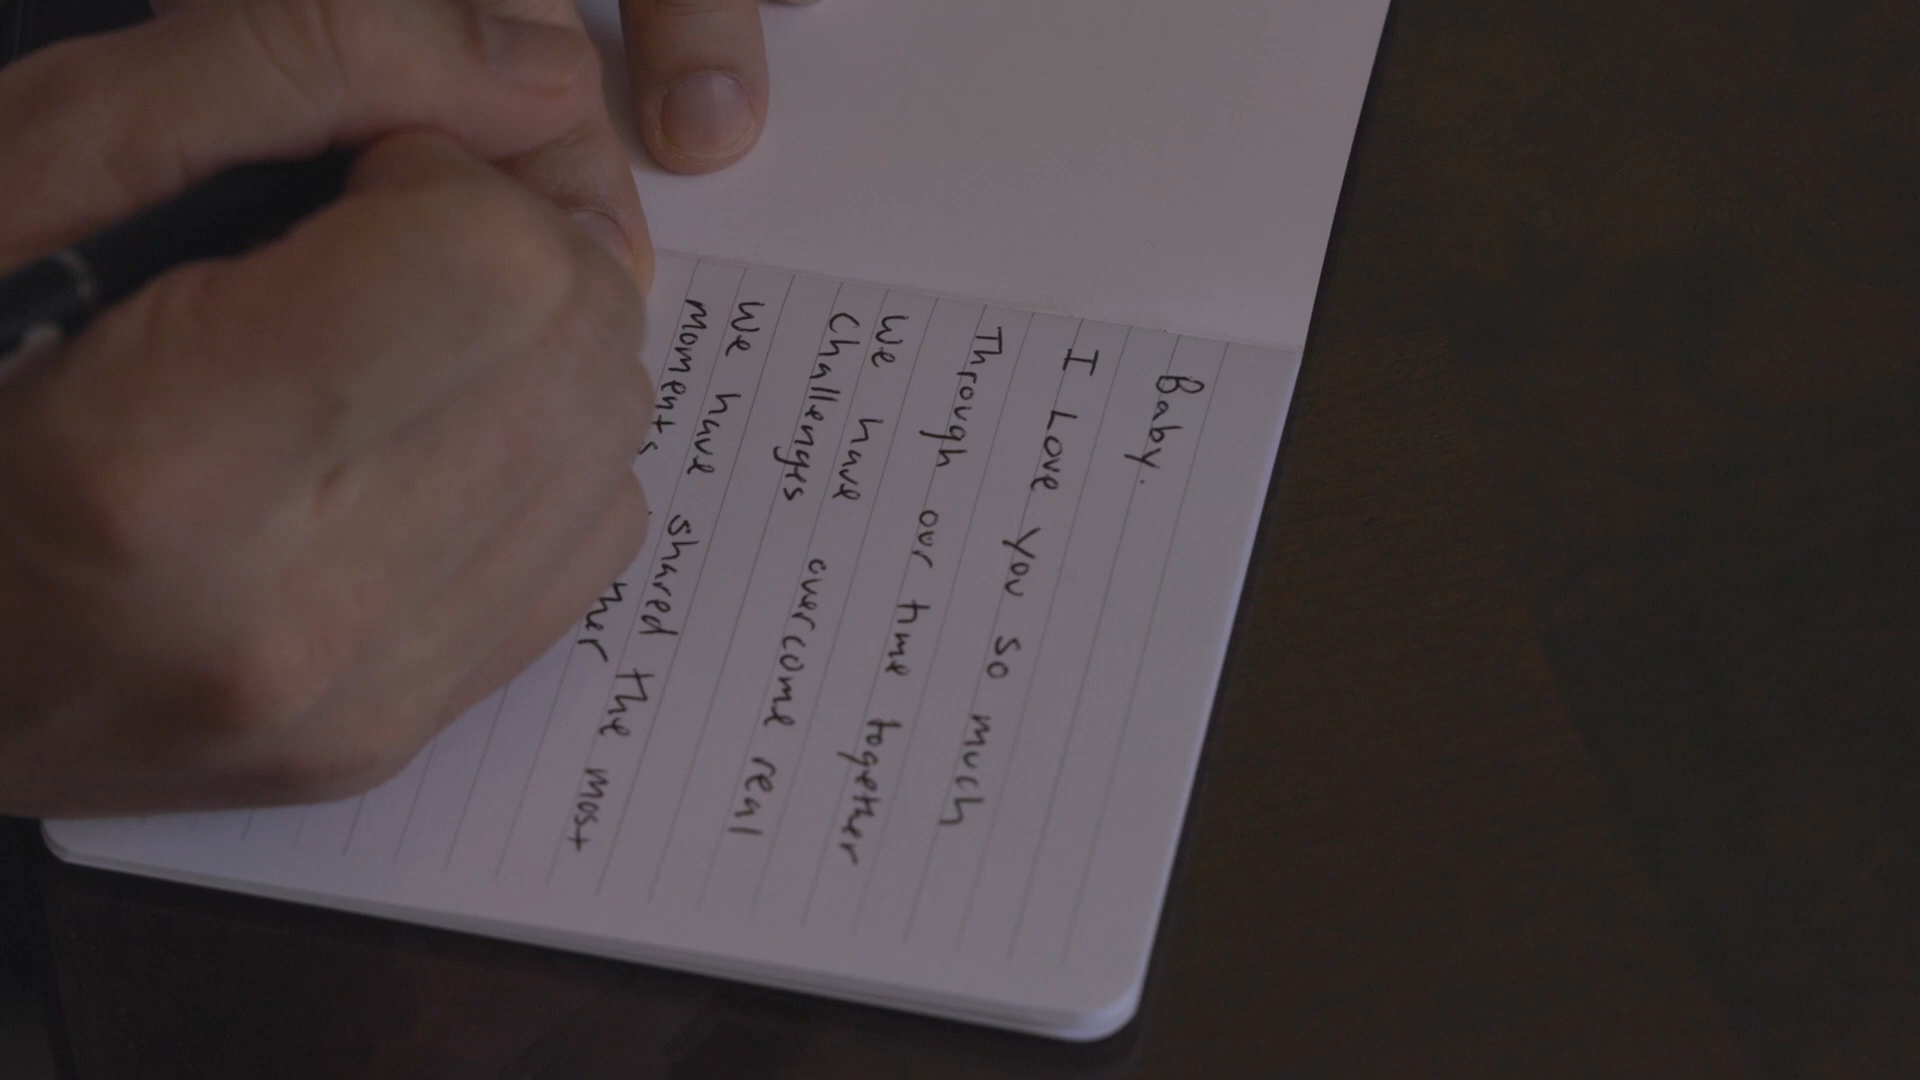 Baby.
I Love you so much
Through our time together
We have overcome real
Challenges
We have shared the most
moments